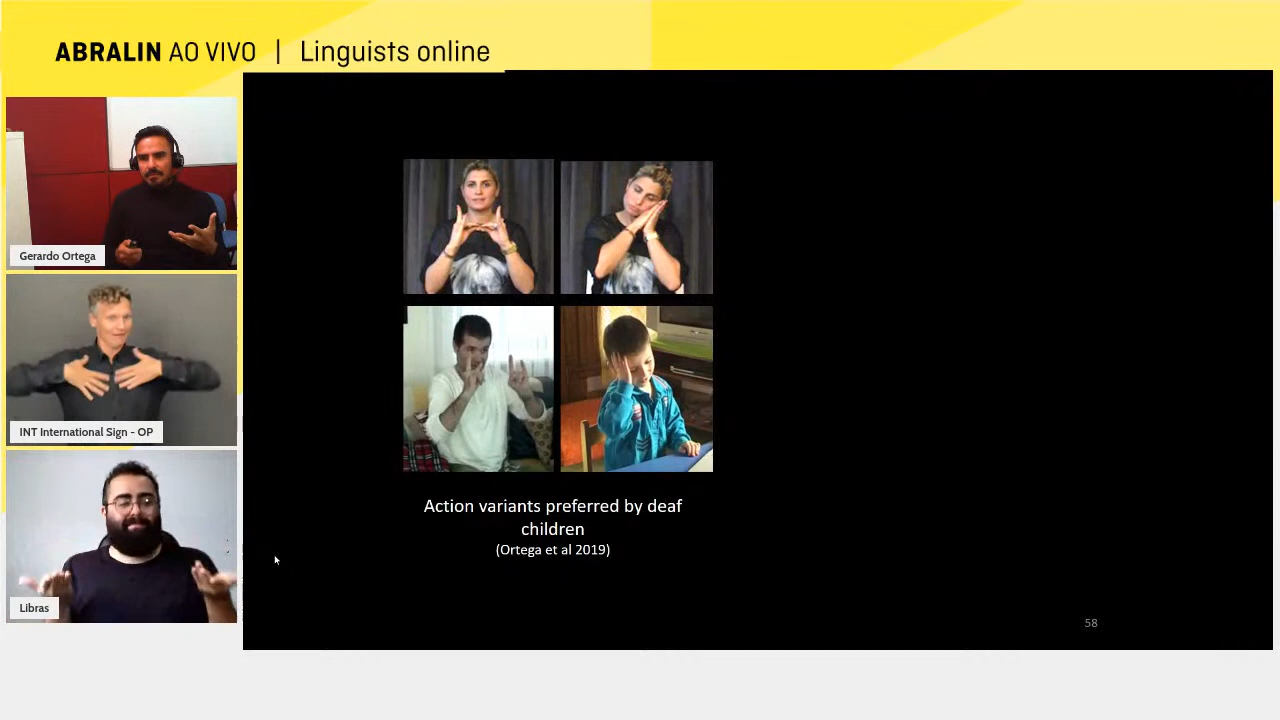 ABRALIN AO VIVO | Linguists online
Gerardo Ortega
INT International Sign - OP
Libras
Action variants preferred by deaf
children
(Ortega et al 2019)
58